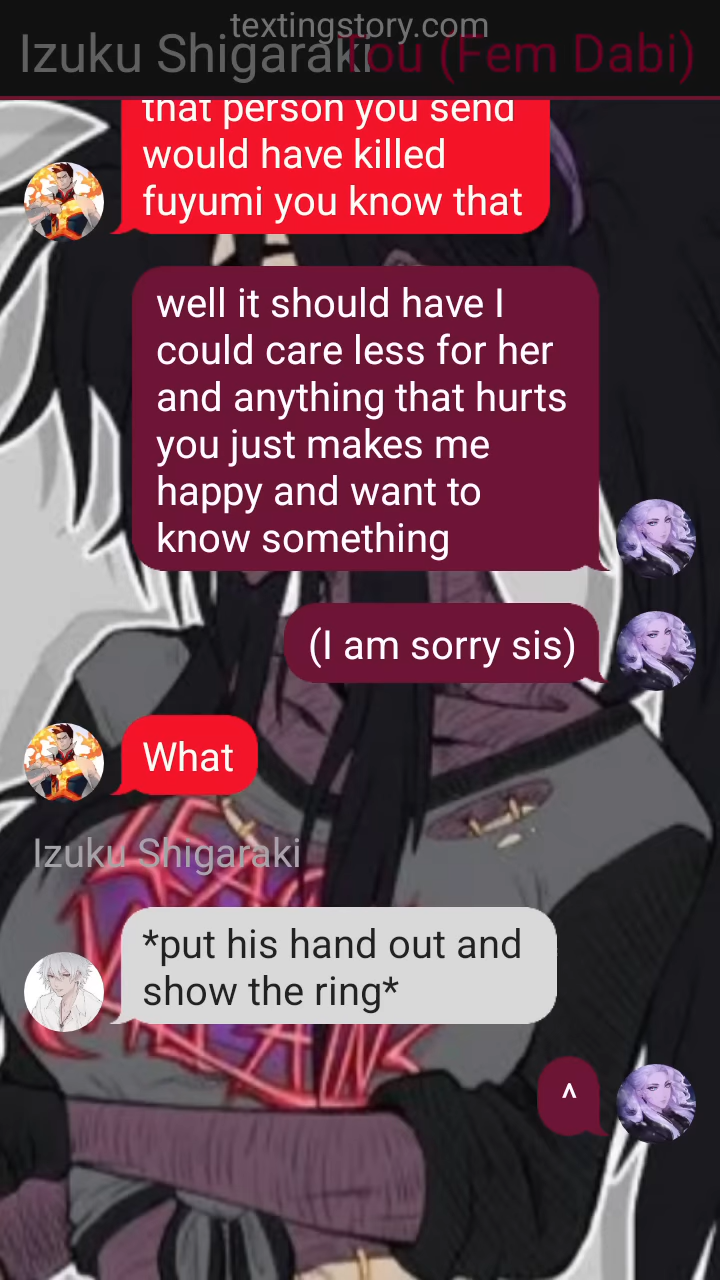 textingstory.com
Izuku Shigaraki
You (Fem Dabi)
that person you send
would have killed
fuyumi you know that
well it should have I
could care less for her
and anything that hurts
you just makes me
happy and want to
know something
(I am sorry sis)
What
Izuku Shigaraki
*put his hand out and
show the ring*
^